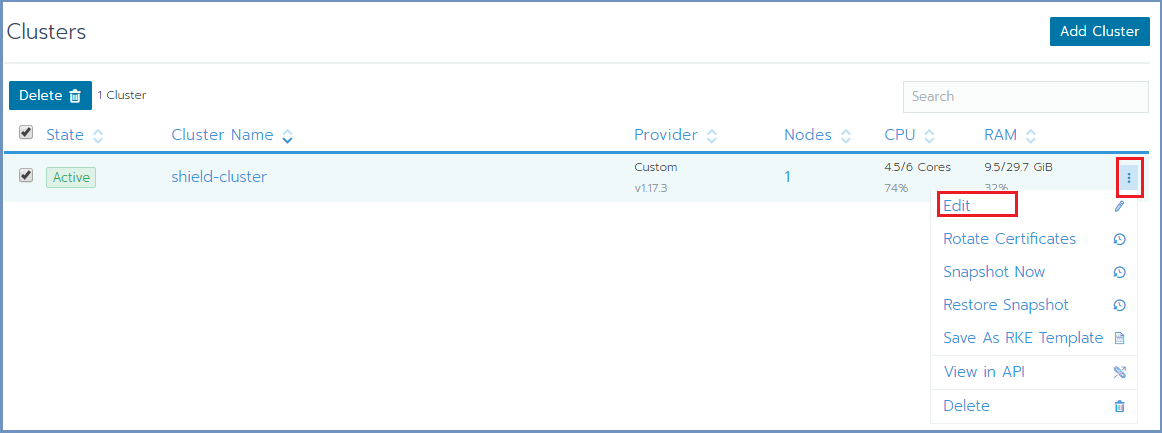 Clusters
Add Cluster
Delete 1 Cluster
Search
State Cluster Name Provider Nodes CPU RAM
Active shield-cluster Custom 1 4.5/6 Cores 9.5/29.7 GiB
v1.17.3 74% 32%
Edit
Rotate Certificates
Snapshot Now
Restore Snapshot
Save As RKE Template
View in API
Delete